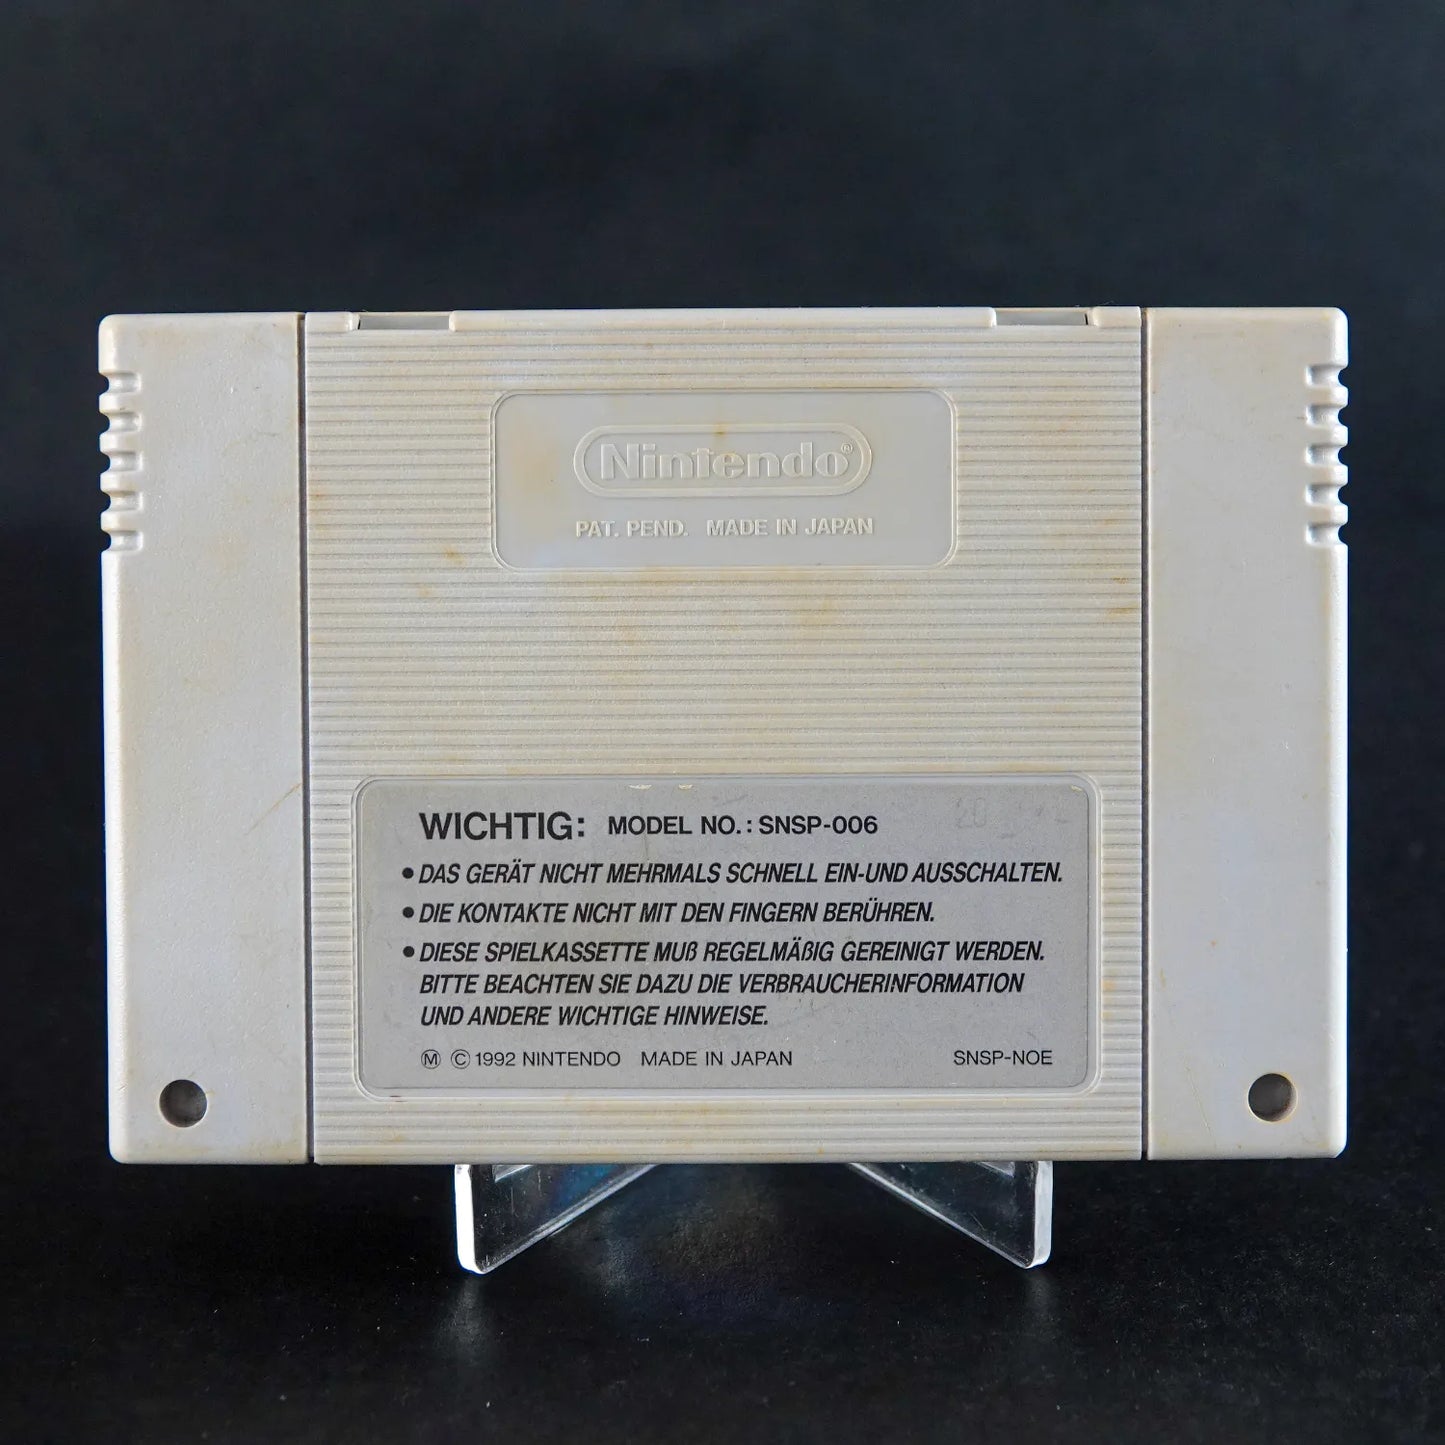 Nintendo®
PAT. PEND. MADE IN JAPAN
WICHTIG: MODEL NO.: SNSP-006
• DAS GERÄT NICHT MEHRMALS SCHNELL EIN-UND AUSSCHALTEN.
• DIE KONTAKTE NICHT MIT DEN FINGERN BERÜHREN.
• DIESE SPIELKASSETTE MUß REGELMÄßIG GEREINIGT WERDEN.
BITTE BEACHTEN SIE DAZU DIE VERBRAUCHERINFORMATION
UND ANDERE WICHTIGE HINWEISE.
Ⓜ © 1992 NINTENDO MADE IN JAPAN SNSP-NOE